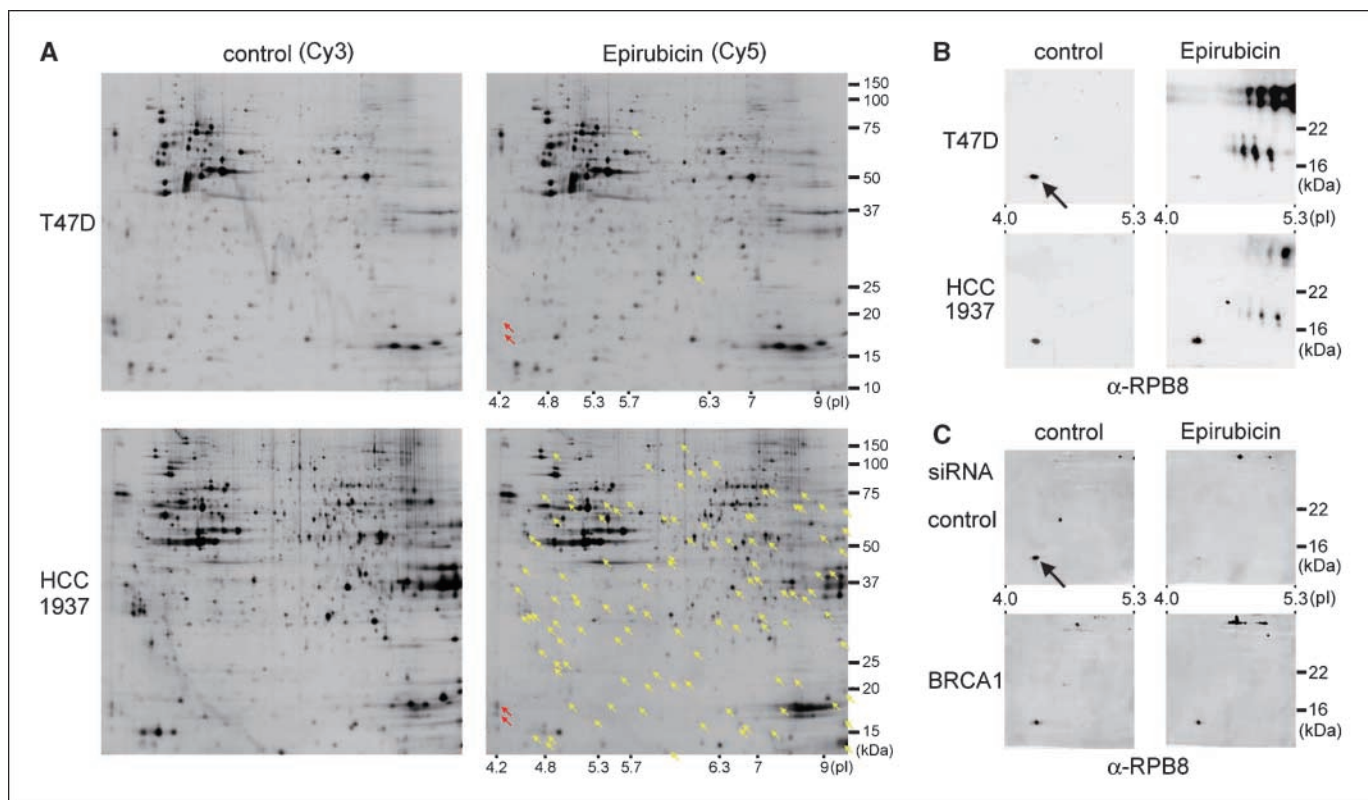 A
control (Cy3)
Epirubicin (Cy5)
T47D
150
100
75
50
37
25
20
15
10
4.2 4.8 5.3 5.7 6.3 7 9 (pI)
HCC
1937
150
100
75
50
37
25
20
15
(kDa)
4.2 4.8 5.3 5.7 6.3 7 9 (pI)
B
control Epirubicin
T47D
22
16
(kDa)
4.0 5.3 4.0 5.3 (pI)
HCC
1937
22
16
(kDa)
α-RPB8
C
control Epirubicin
siRNA
control
22
16
(kDa)
4.0 5.3 4.0 5.3 (pI)
BRCA1
22
16
(kDa)
α-RPB8